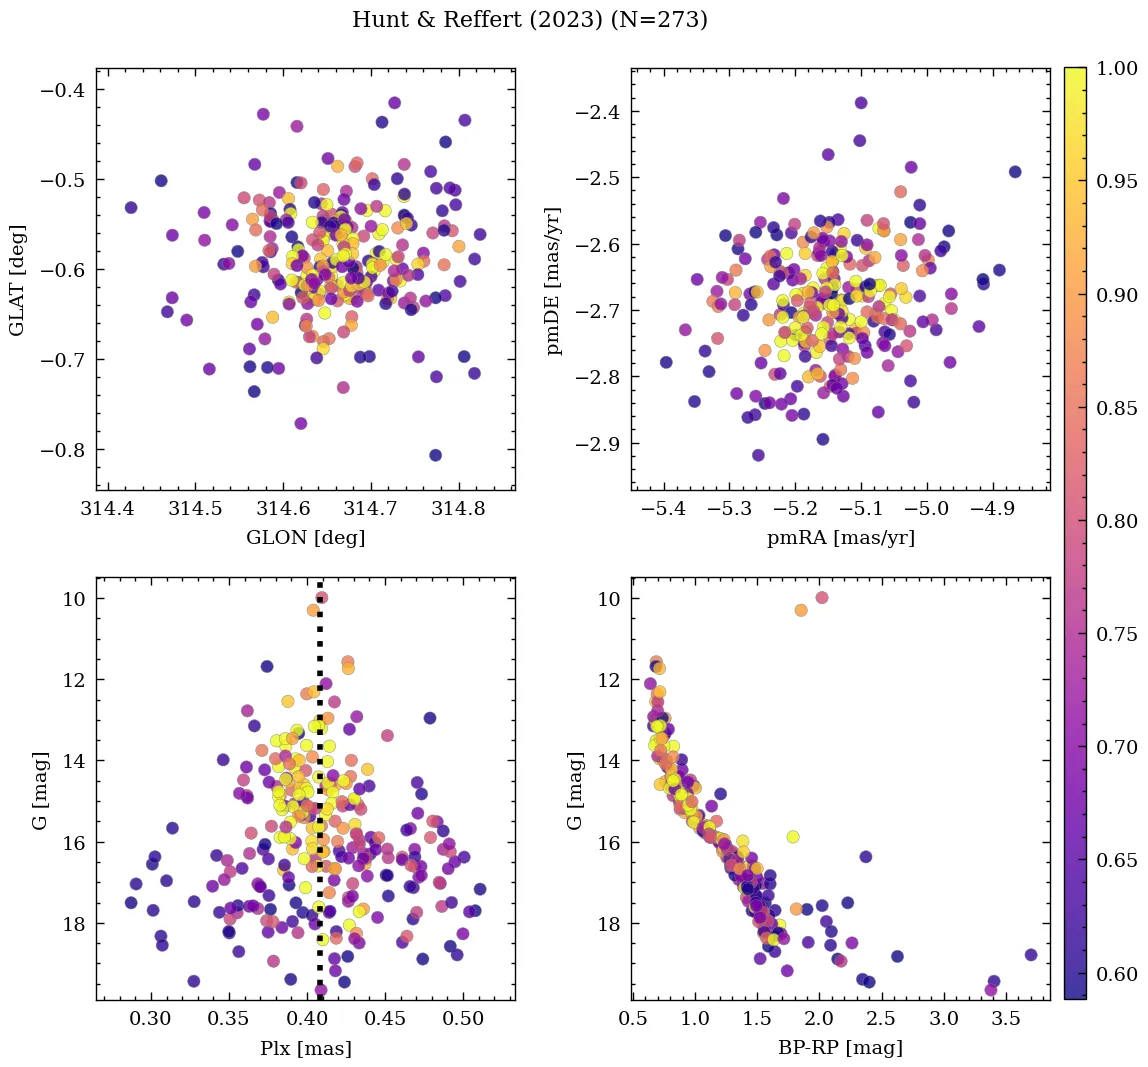 Hunt & Reffert (2023) (N=273)
−0.4
−0.5
−0.6
−0.7
−0.8
GLAT [deg]
314.4 314.5 314.6 314.7 314.8
GLON [deg]
−2.4
−2.5
−2.6
−2.7
−2.8
−2.9
pmDE [mas/yr]
−5.4 −5.3 −5.2 −5.1 −5.0 −4.9
pmRA [mas/yr]
10
12
14
16
18
G [mag]
0.30 0.35 0.40 0.45 0.50
Plx [mas]
10
12
14
16
18
G [mag]
0.5 1.0 1.5 2.0 2.5 3.0 3.5
BP-RP [mag]
1.00
0.95
0.90
0.85
0.80
0.75
0.70
0.65
0.60